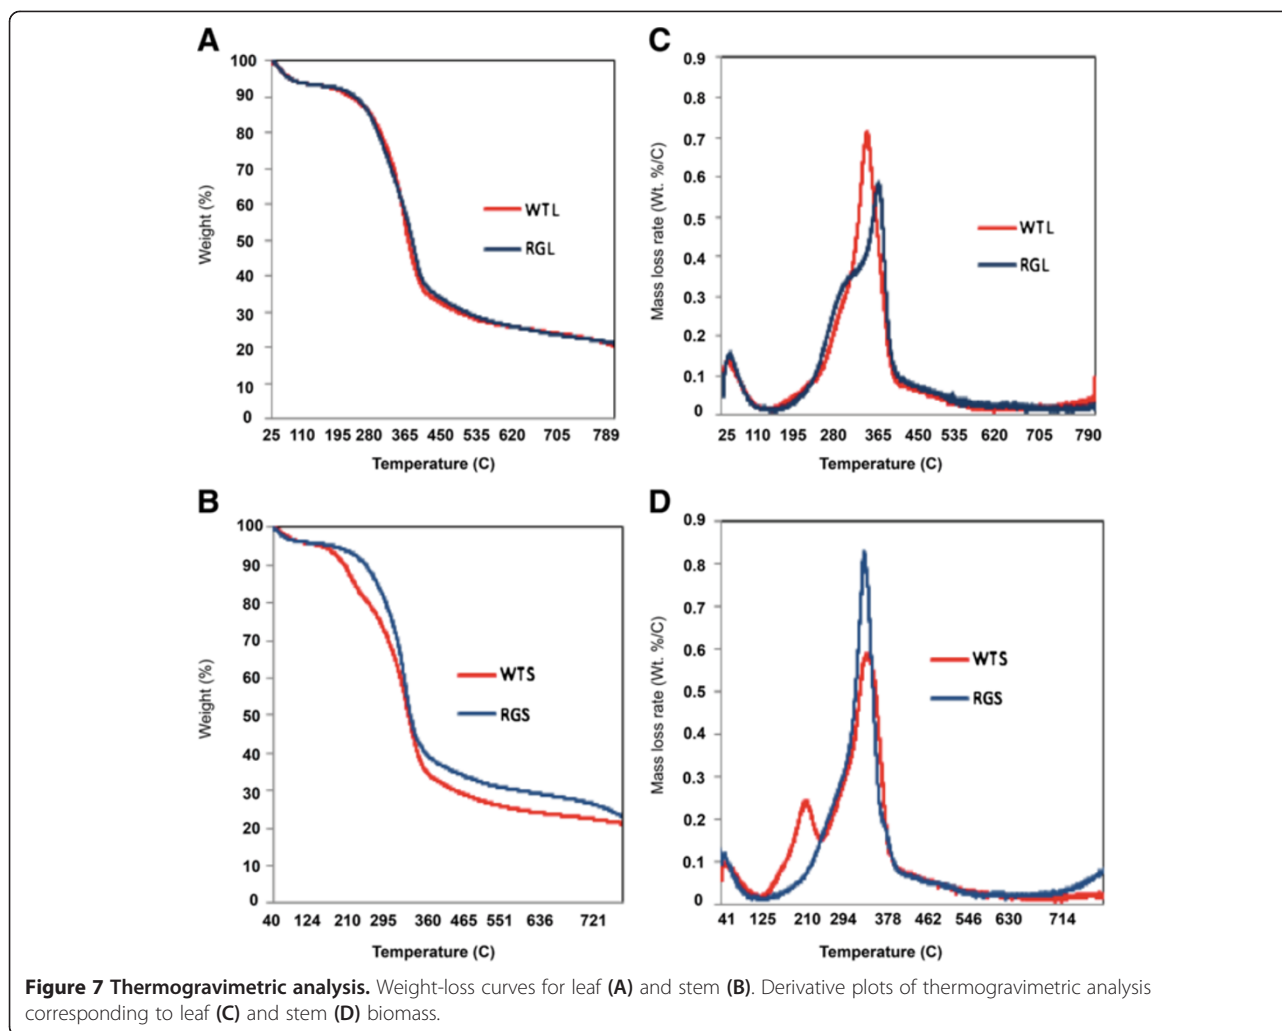 A
100
90
80
70
60
50
40
30
20
10
0
Weight (%)
WTL
RGL
25 110 195 280 365 450 535 620 705 789
Temperature (C)
C
0.9
0.8
0.7
0.6
0.5
0.4
0.3
0.2
0.1
0
Mass loss rate (Wt. %/C)
WTL
RGL
25 110 195 280 365 450 535 620 705 790
Temperature (C)
B
100
90
80
70
60
50
40
30
20
10
0
Weight (%)
WTS
RGS
40 124 210 295 360 465 551 636 721
Temperature (C)
D
0.9
0.8
0.7
0.6
0.5
0.4
0.3
0.2
0.1
0
Mass loss rate (Wt. %/C)
WTS
RGS
41 125 210 294 378 462 546 630 714
Temperature (C)
Figure 7 Thermogravimetric analysis. Weight-loss curves for leaf (A) and stem (B). Derivative plots of thermogravimetric analysis
corresponding to leaf (C) and stem (D) biomass.